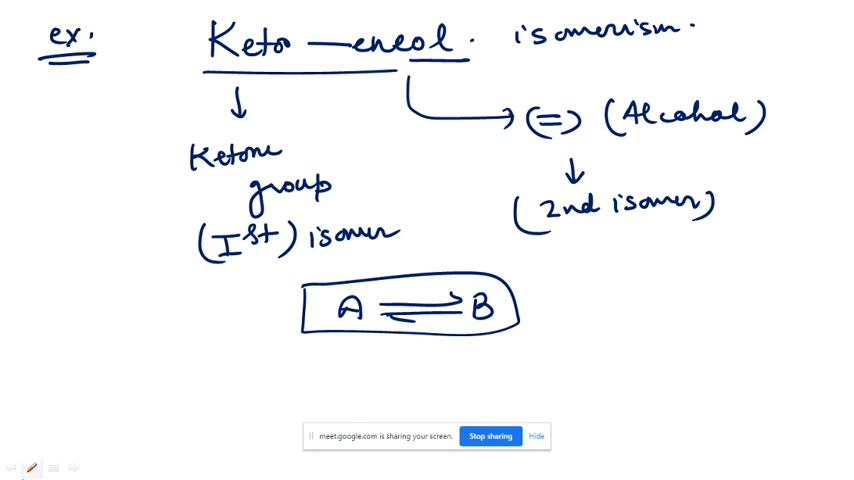 ex. Keto — eneol. isomerism.
(=) (Alcohol)
Ketone
group
(2nd isomer)
(Ist) isomer
A ⇌ B
meet.google.com is sharing your screen. Stop sharing Hide